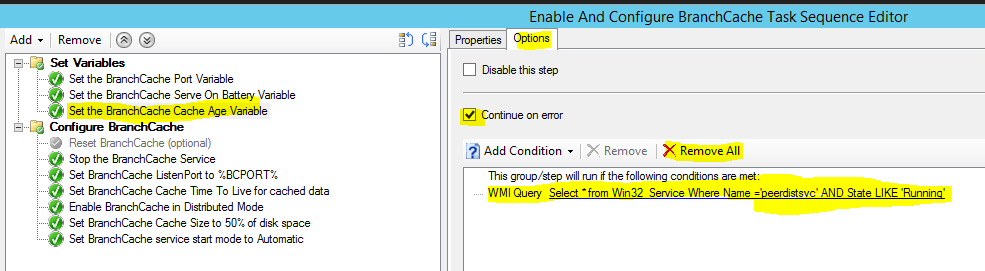 Enable And Configure BranchCache Task Sequence Editor
Add Remove
Set Variables
Set the BranchCache Port Variable
Set the BranchCache Serve On Battery Variable
Set the BranchCache Cache Age Variable
Configure BranchCache
Reset BranchCache (optional)
Stop the BranchCache Service
Set BranchCache ListenPort to %BCPORT%
Set BranchCache Cache Time To Live for cached data
Enable BranchCache in Distributed Mode
Set BranchCache Cache Size to 50% of disk space
Set BranchCache service start mode to Automatic
Properties Options
Disable this step
Continue on error
Add Condition Remove Remove All
This group/step will run if the following conditions are met:
WMI Query Select * from Win32_Service Where Name ='peerdistsvc' AND State LIKE 'Running'